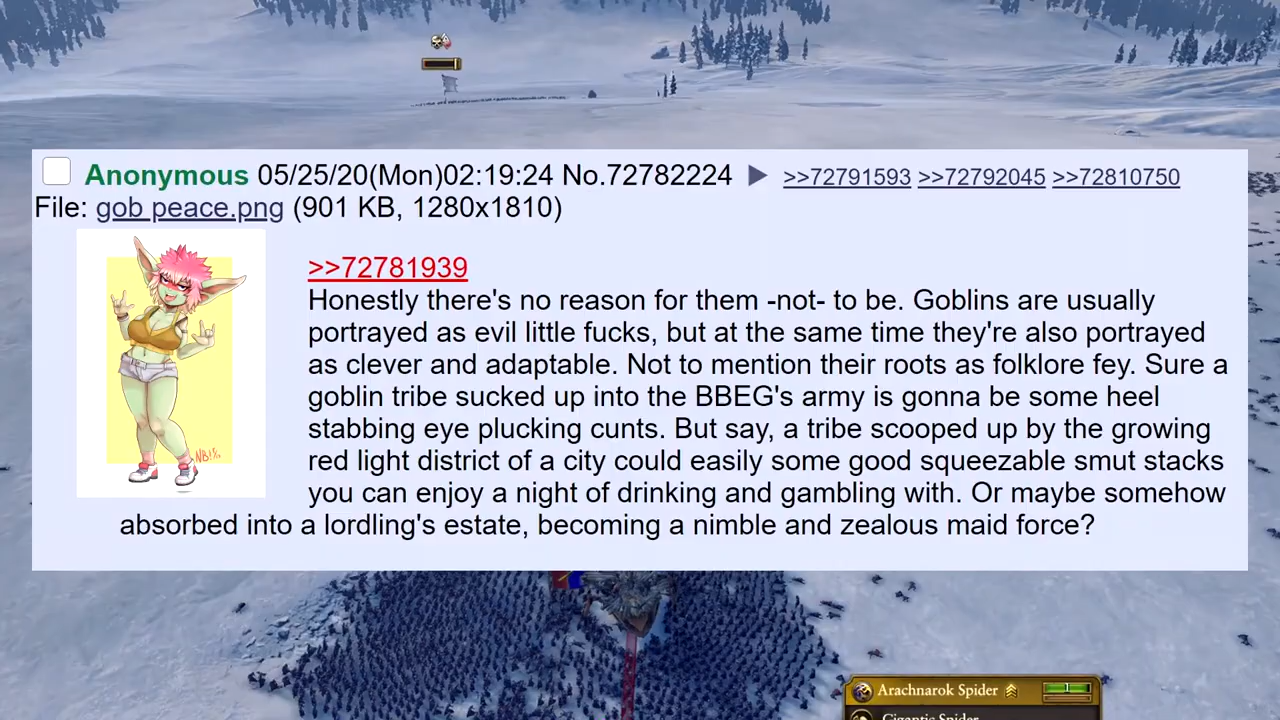 Anonymous 05/25/20(Mon)02:19:24 No.72782224 ▶ >>72791593 >>72792045 >>72810750
File: gob peace.png (901 KB, 1280x1810)
>>72781939
Honestly there's no reason for them -not- to be. Goblins are usually
portrayed as evil little fucks, but at the same time they're also portrayed
as clever and adaptable. Not to mention their roots as folklore fey. Sure a
goblin tribe sucked up into the BBEG's army is gonna be some heel
stabbing eye plucking cunts. But say, a tribe scooped up by the growing
red light district of a city could easily some good squeezable smut stacks
you can enjoy a night of drinking and gambling with. Or maybe somehow
absorbed into a lordling's estate, becoming a nimble and zealous maid force?
Arachnarok Spider
Gigantic Spider